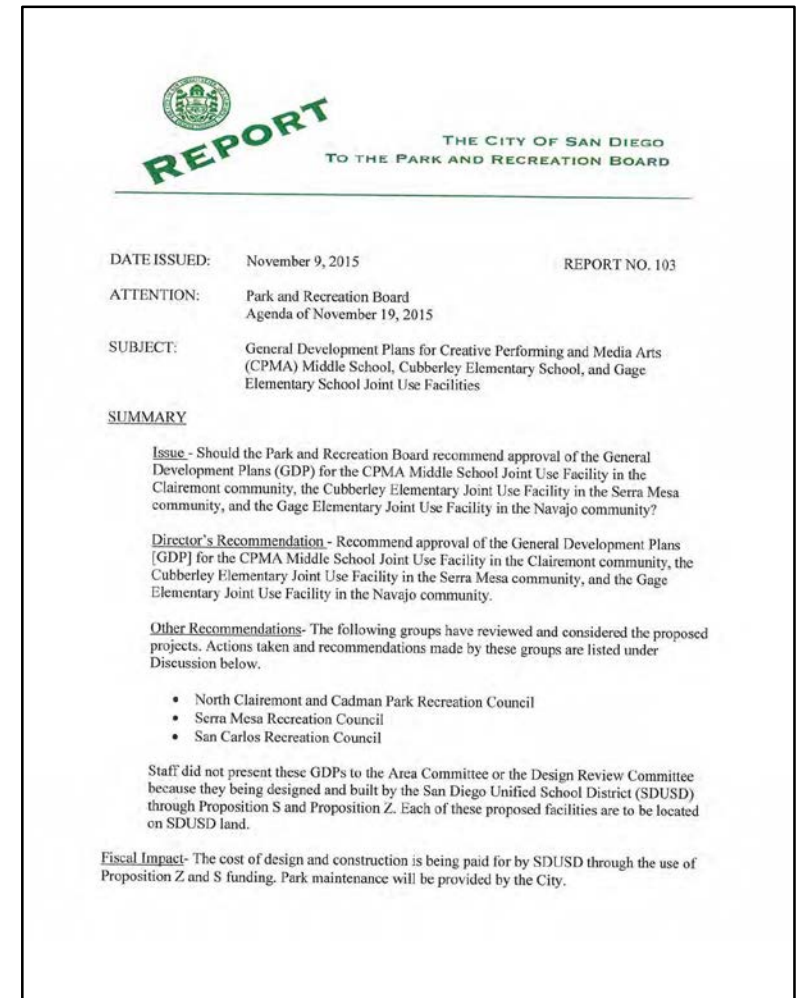 REPORT
THE CITY OF SAN DIEGO
TO THE PARK AND RECREATION BOARD
DATE ISSUED: November 9, 2015 REPORT NO. 103
ATTENTION: Park and Recreation Board
Agenda of November 19, 2015
SUBJECT: General Development Plans for Creative Performing and Media Arts
(CPMA) Middle School, Cubberley Elementary School, and Gage
Elementary School Joint Use Facilities
SUMMARY
Issue - Should the Park and Recreation Board recommend approval of the General
Development Plans (GDP) for the CPMA Middle School Joint Use Facility in the
Clairemont community, the Cubberley Elementary Joint Use Facility in the Serra Mesa
community, and the Gage Elementary Joint Use Facility in the Navajo community?
Director's Recommendation - Recommend approval of the General Development Plans
[GDP] for the CPMA Middle School Joint Use Facility in the Clairemont community, the
Cubberley Elementary Joint Use Facility in the Serra Mesa community, and the Gage
Elementary Joint Use Facility in the Navajo community.
Other Recommendations- The following groups have reviewed and considered the proposed
projects. Actions taken and recommendations made by these groups are listed under
Discussion below.
• North Clairemont and Cadman Park Recreation Council
• Serra Mesa Recreation Council
• San Carlos Recreation Council
Staff did not present these GDPs to the Area Committee or the Design Review Committee
because they being designed and built by the San Diego Unified School District (SDUSD)
through Proposition S and Proposition Z. Each of these proposed facilities are to be located
on SDUSD land.
Fiscal Impact- The cost of design and construction is being paid for by SDUSD through the use of
Proposition Z and S funding. Park maintenance will be provided by the City.